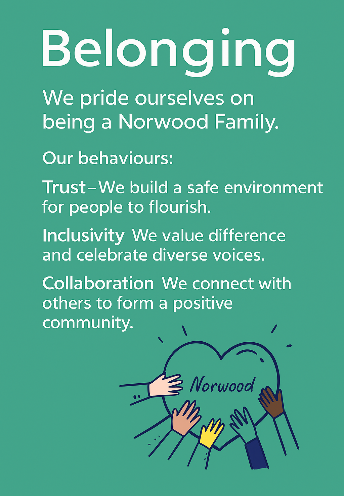 Belonging
We pride ourselves on
being a Norwood Family.
Our behaviours:
Trust–We build a safe environment
for people to flourish.
Inclusivity We value difference
and celebrate diverse voices.
Collaboration We connect with
others to form a positive
community.
Norwood